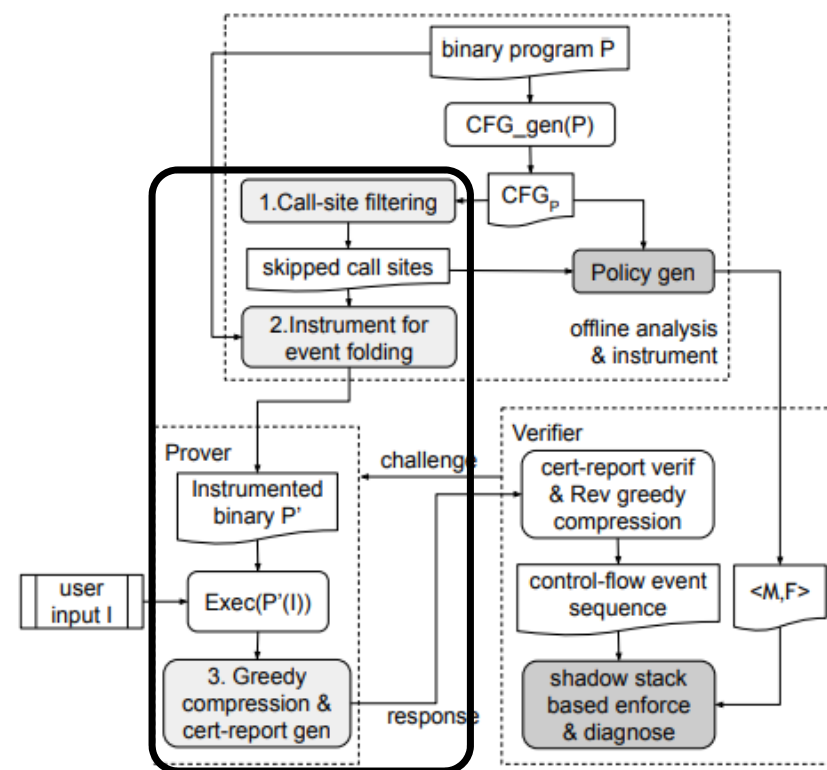 binary program P
CFG_gen(P)
1.Call-site filtering
CFG_P
skipped call sites
Policy gen
2.Instrument for
event folding
offline analysis
& instrument
Prover
challenge
Verifier
Instrumented
binary P’
cert-report verif
& Rev greedy
compression
user
input I
Exec(P’(I))
control-flow event
sequence
<M,F>
3. Greedy
compression &
cert-report gen
response
shadow stack
based enforce
& diagnose